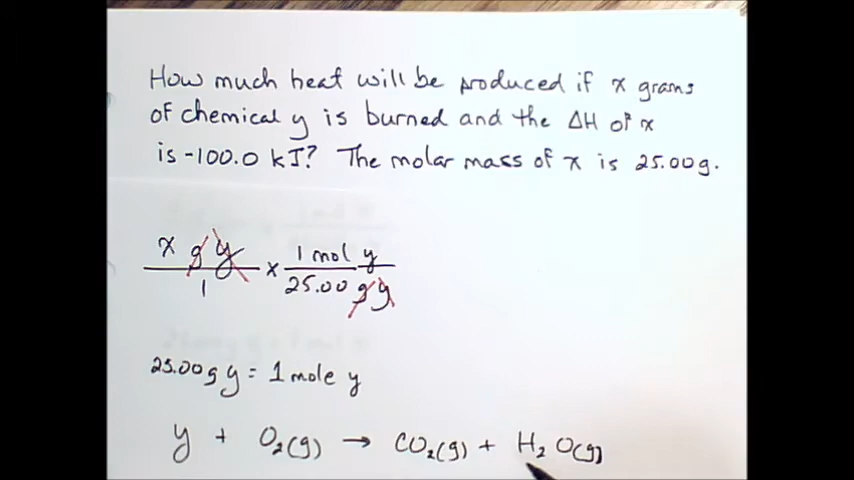 How much heat will be produced if x grams
of chemical y is burned and the ΔH of x
is -100.0 kJ? The molar mass of x is 25.00g.
x g y / 1 × 1 mol y / 25.00 g y
25.00g y = 1 mole y
y + O₂(g) → CO₂(g) + H₂O(g)